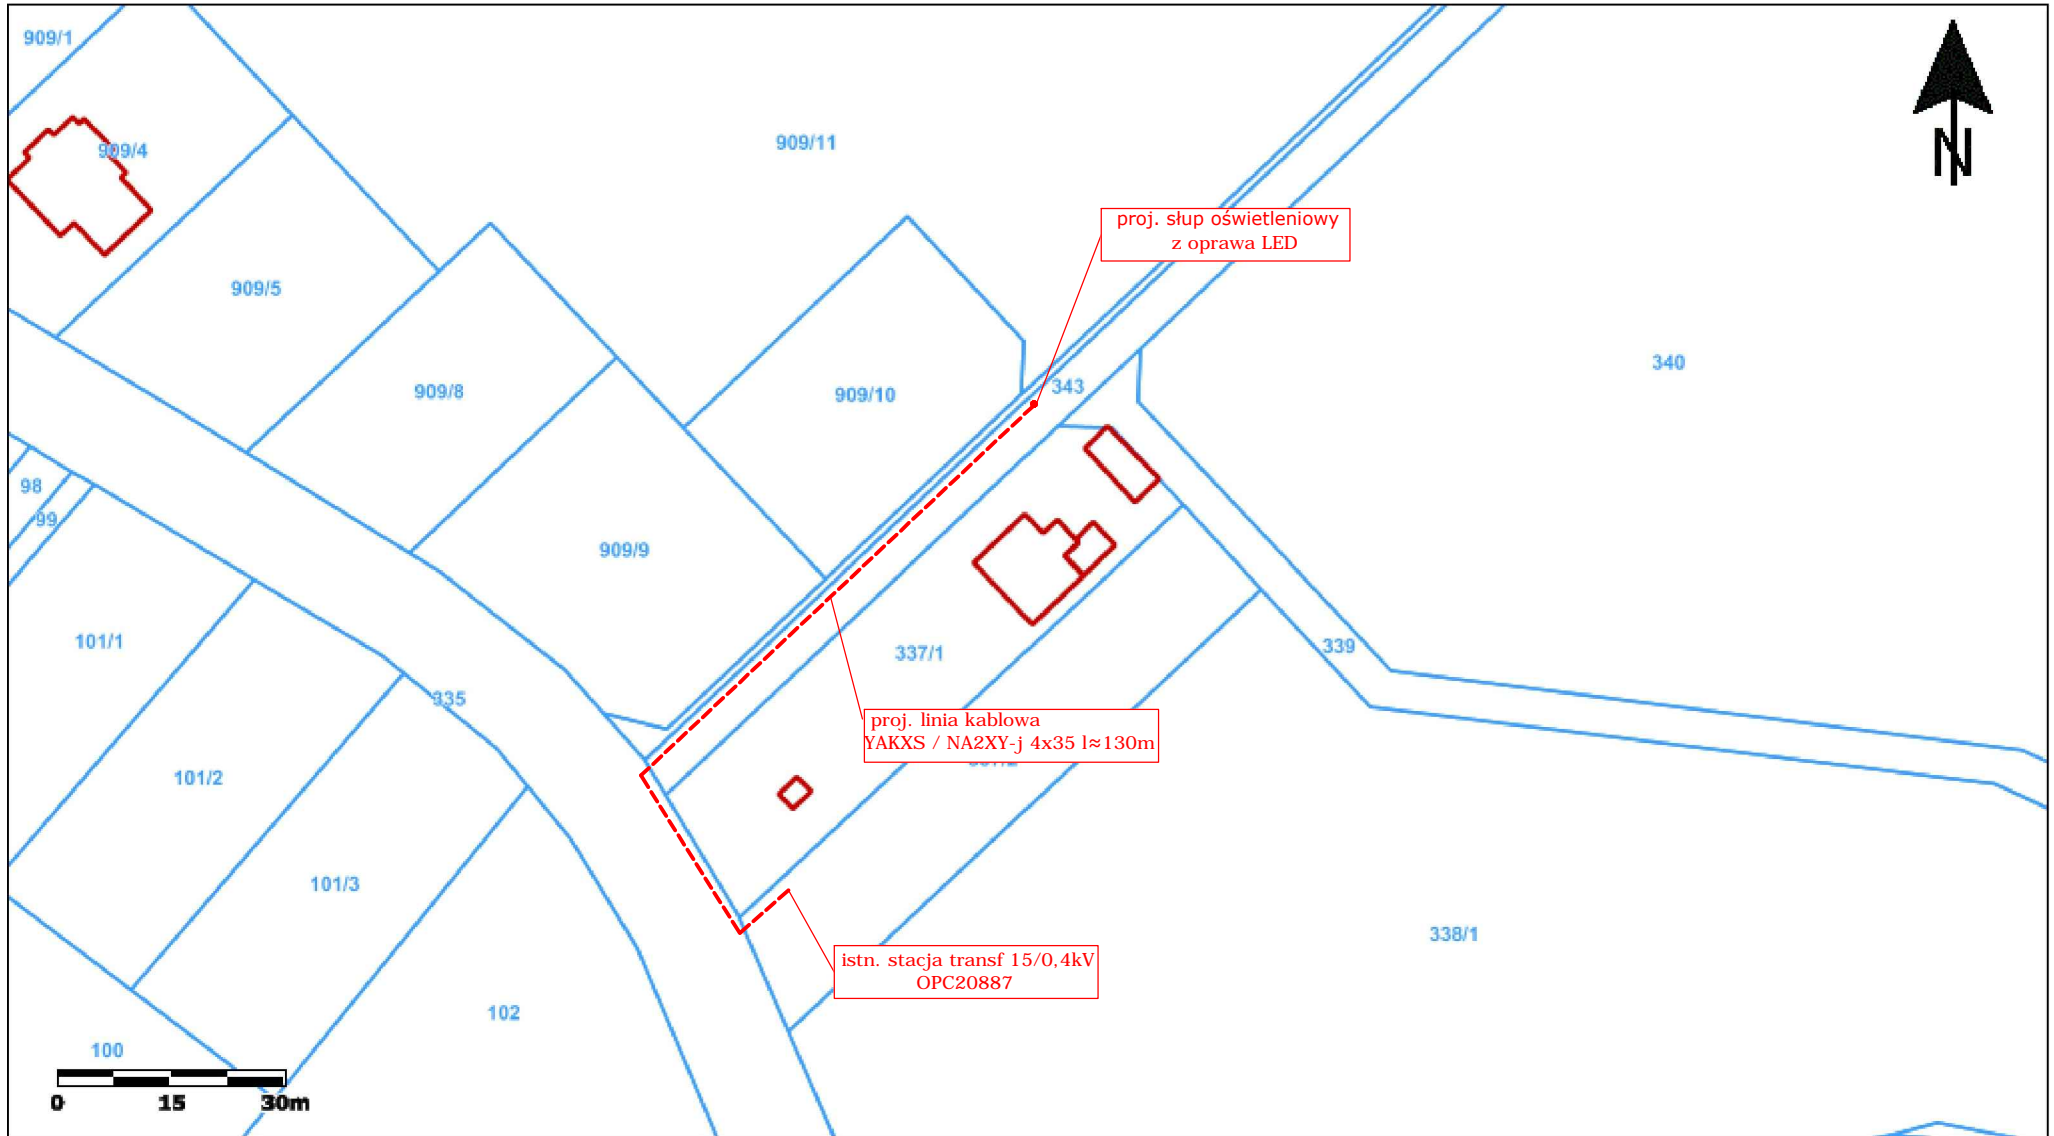 909/1
909/4
909/11
N
proj. słup oświetleniowy
z oprawa LED
909/5
340
343
909/8
909/10
98
99
909/9
101/1
337/1
339
335
proj. linia kablowa
YAKXS / NA2XY-j 4x35 l≈130m
101/2
101/3
338/1
istn. stacja transf 15/0,4kV
OPC20887
102
100
0 15 30m